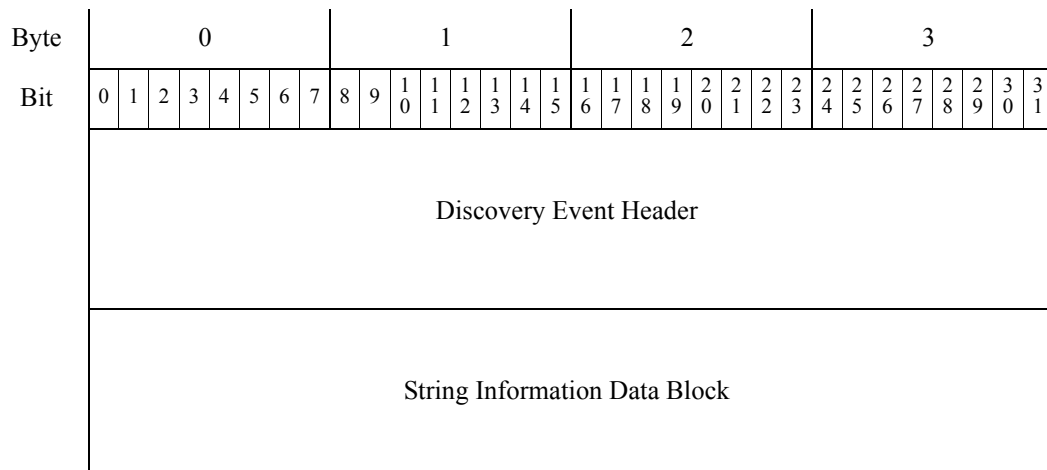 Byte 0 1 2 3
Bit 0 1 2 3 4 5 6 7 8 9 10 11 12 13 14 15 16 17 18 19 20 21 22 23 24 25 26 27 28 29 30 31
Discovery Event Header
String Information Data Block